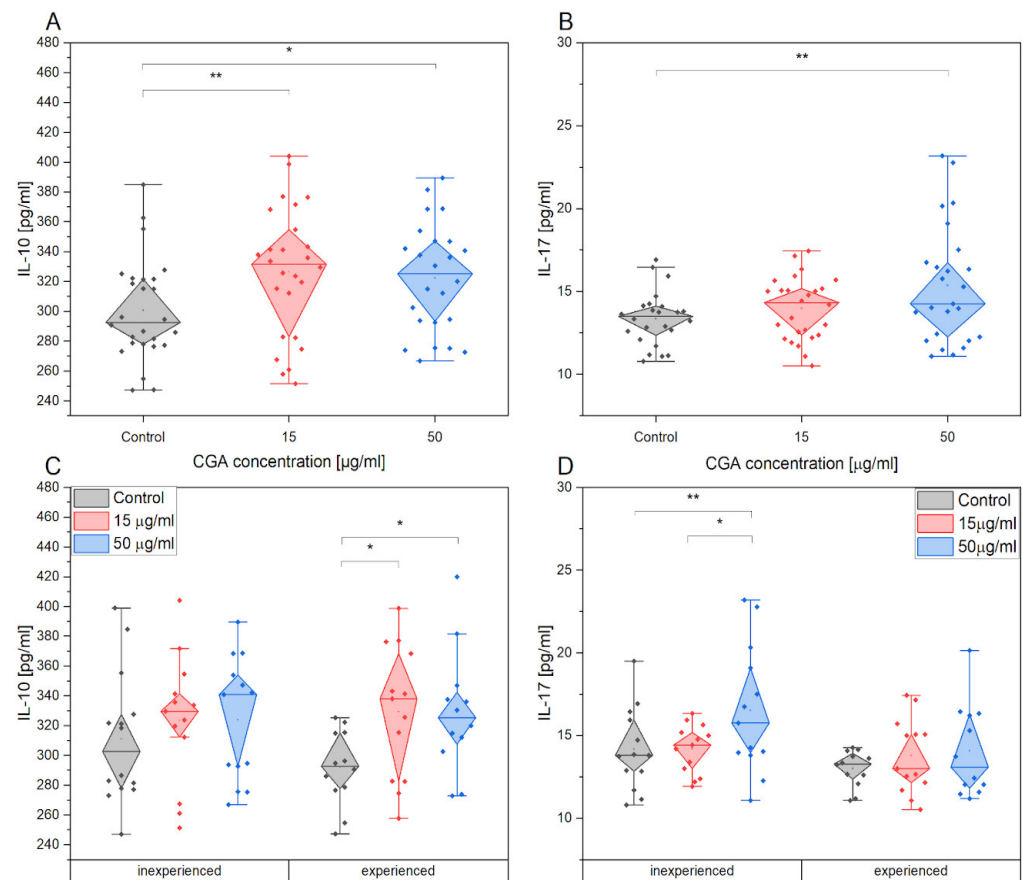 A
480
460
440
420
400
380
360
340
320
300
280
260
240
IL-10 [pg/ml]
*
**
Control
15
50
CGA concentration [µg/ml]
B
30
25
20
15
10
IL-17 [pg/ml]
**
Control
15
50
CGA concentration [µg/ml]
C
480
460
440
420
400
380
360
340
320
300
280
260
240
IL-10 [pg/ml]
Control
15 µg/ml
50 µg/ml
*
*
inexperienced
experienced
D
30
25
20
15
10
IL-17 [pg/ml]
Control
15µg/ml
50µg/ml
**
*
inexperienced
experienced